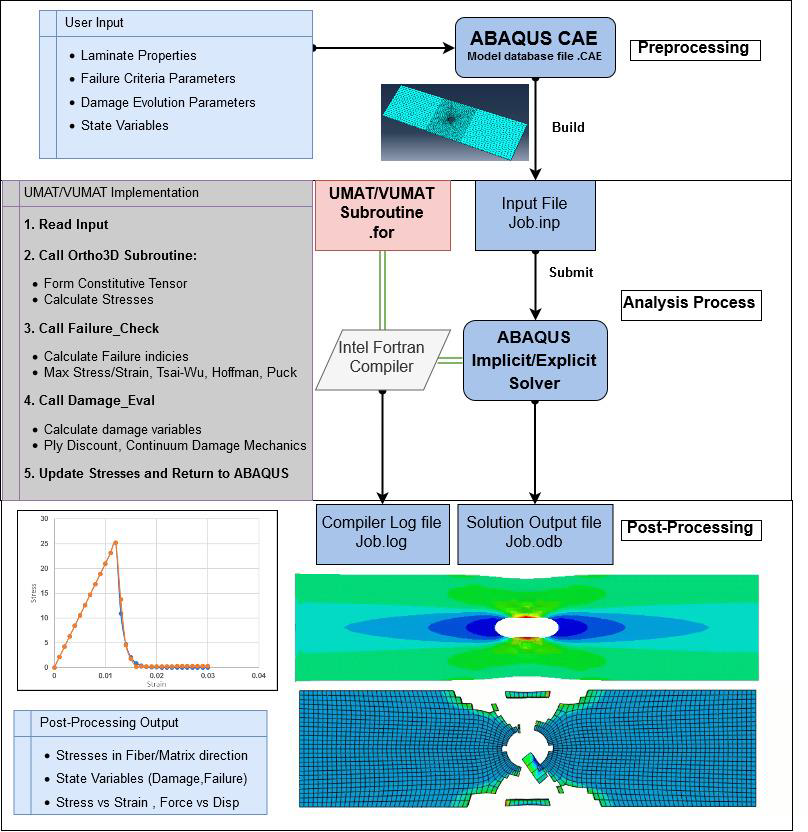 User Input
Laminate Properties
Failure Criteria Parameters
Damage Evolution Parameters
State Variables
ABAQUS CAE
Model database file .CAE
Preprocessing
Build
UMAT/VUMAT Implementation
1. Read Input
2. Call Ortho3D Subroutine:
Form Constitutive Tensor
Calculate Stresses
3. Call Failure_Check
Calculate Failure indicies
Max Stress/Strain, Tsai-Wu, Hoffman, Puck
4. Call Damage_Eval
Calculate damage variables
Ply Discount, Continuum Damage Mechanics
5. Update Stresses and Return to ABAQUS
UMAT/VUMAT
Subroutine
.for
Input File
Job.inp
Submit
Analysis Process
Intel Fortran
Compiler
ABAQUS
Implicit/Explicit
Solver
Compiler Log file
Job.log
Solution Output file
Job.odb
Post-Processing
30
25
20
15
10
5
0
Stress
0 0.01 0.02 0.03 0.04
Strain
Post-Processing Output
Stresses in Fiber/Matrix direction
State Variables (Damage,Failure)
Stress vs Strain , Force vs Disp